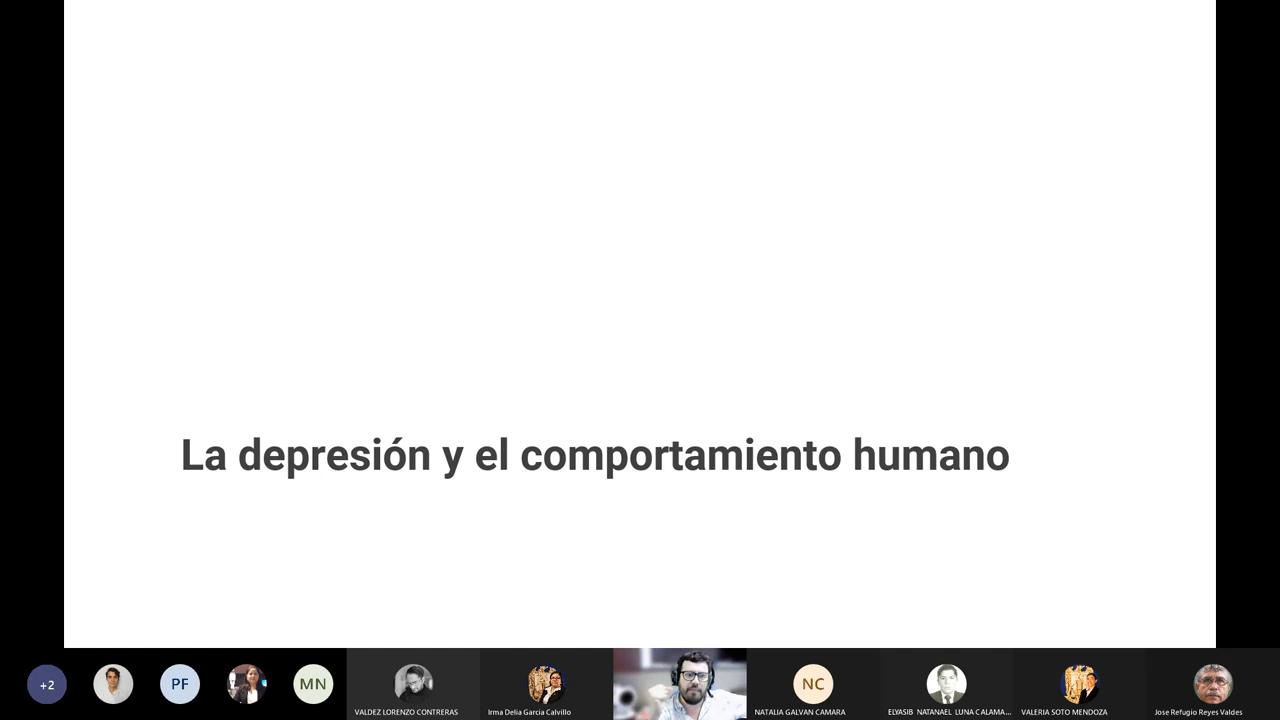 La depresión y el comportamiento humano
+2
PF
MN
VALDEZ LORENZO CONTRERAS
Irma Delia Garcia Calvillo
NC
NATALIA GALVAN CAMARA
ELYASIB NATANAEL LUNA CALAMA...
VALERIA SOTO MENDOZA
Jose Refugio Reyes Valdes